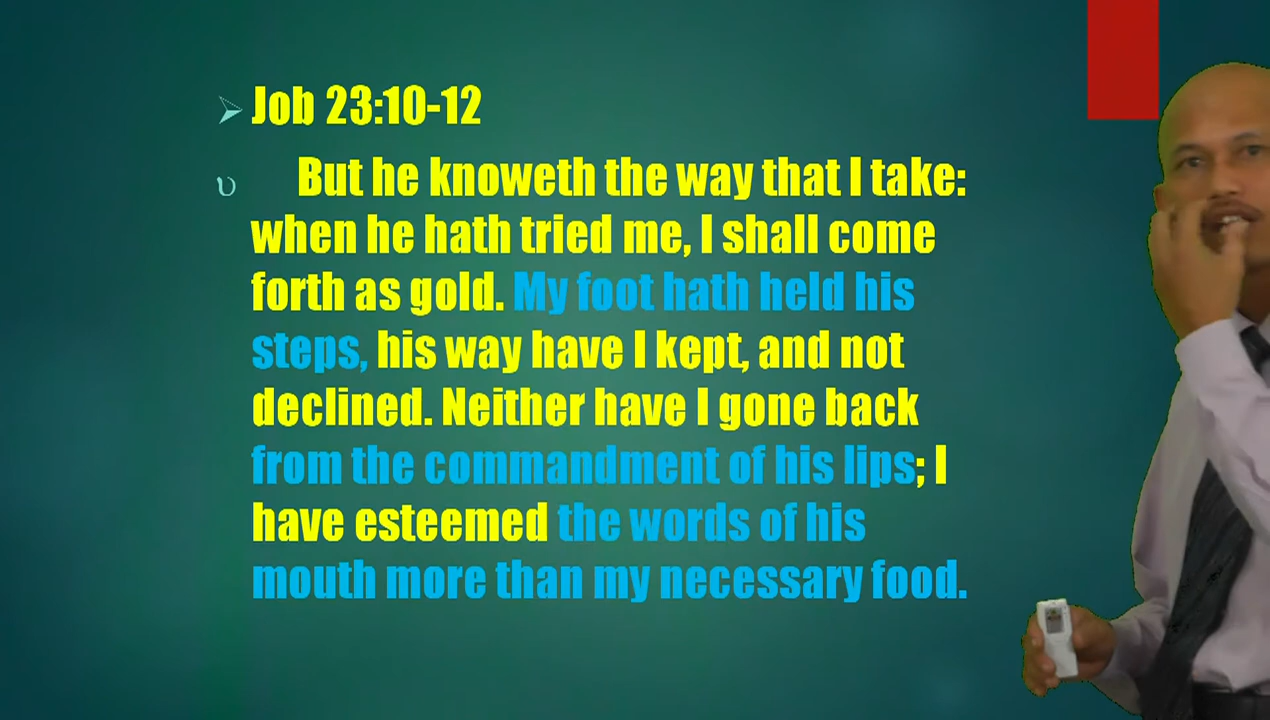 Job 23:10-12
But he knoweth the way that I take:
when he hath tried me, I shall come
forth as gold. My foot hath held his
steps, his way have I kept, and not
declined. Neither have I gone back
from the commandment of his lips; I
have esteemed the words of his
mouth more than my necessary food.